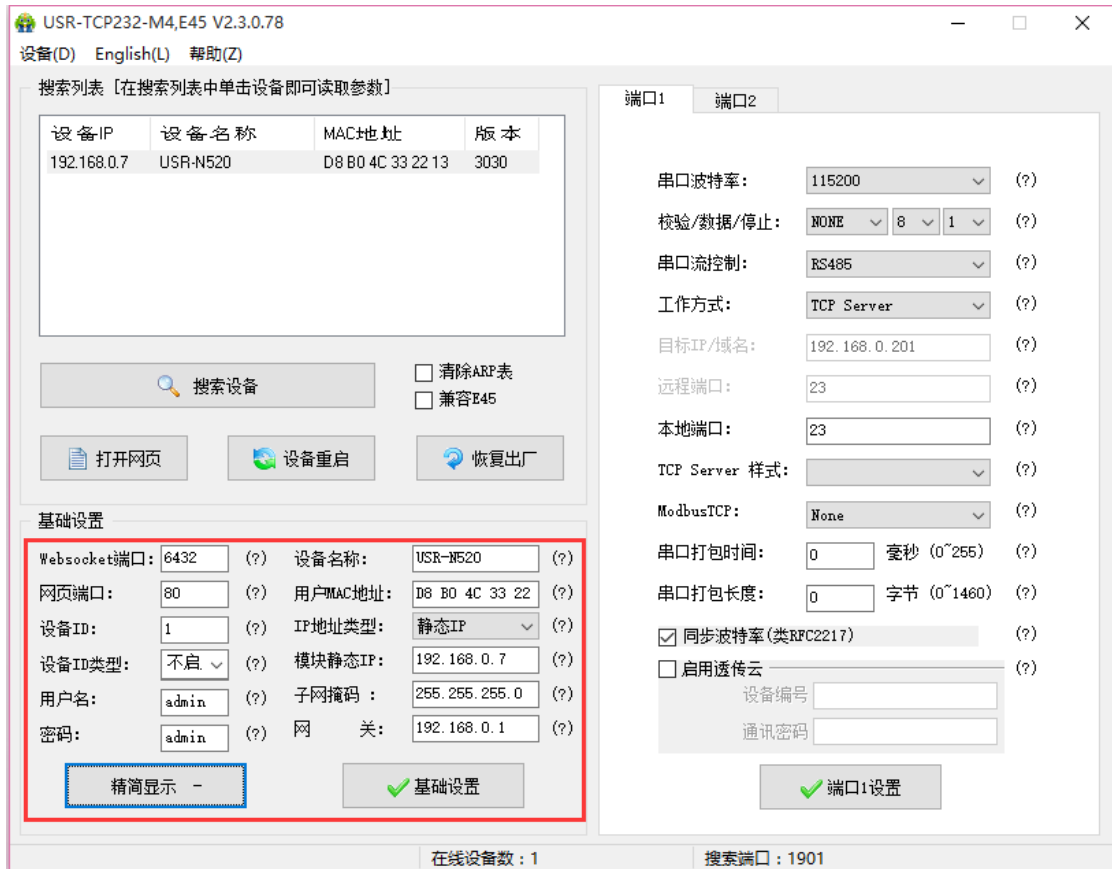 USR-TCP232-M4,E45 V2.3.0.78
设备(D) English(L) 帮助(Z)
搜索列表 [在搜索列表中单击设备即可读取参数]
设备IP 设备名称 MAC地址 版本
192.168.0.7 USR-N520 D8 B0 4C 33 22 13 3030
搜索设备
清除ARP表
兼容E45
打开网页 设备重启 恢复出厂
基础设置
Websocket端口: 6432 (?) 设备名称: USR-N520 (?)
网页端口: 80 (?) 用户MAC地址: D8 B0 4C 33 22 (?)
设备ID: 1 (?) IP地址类型: 静态IP (?)
设备ID类型: 不启 (?) 模块静态IP: 192.168.0.7 (?)
用户名: admin (?) 子网掩码 : 255.255.255.0 (?)
密码: admin (?) 网 关: 192.168.0.1 (?)
精简显示 - 基础设置
端口1 端口2
串口波特率: 115200 (?)
校验/数据/停止: NONE 8 1 (?)
串口流控制: RS485 (?)
工作方式: TCP Server (?)
目标IP/域名: 192.168.0.201 (?)
远程端口: 23 (?)
本地端口: 23 (?)
TCP Server 样式: (?)
ModbusTCP: None (?)
串口打包时间: 0 毫秒 (0~255) (?)
串口打包长度: 0 字节 (0~1460) (?)
同步波特率(类RFC2217) (?)
启用透传云 (?)
设备编号
通讯密码
端口1设置
在线设备数:1 搜索端口:1901